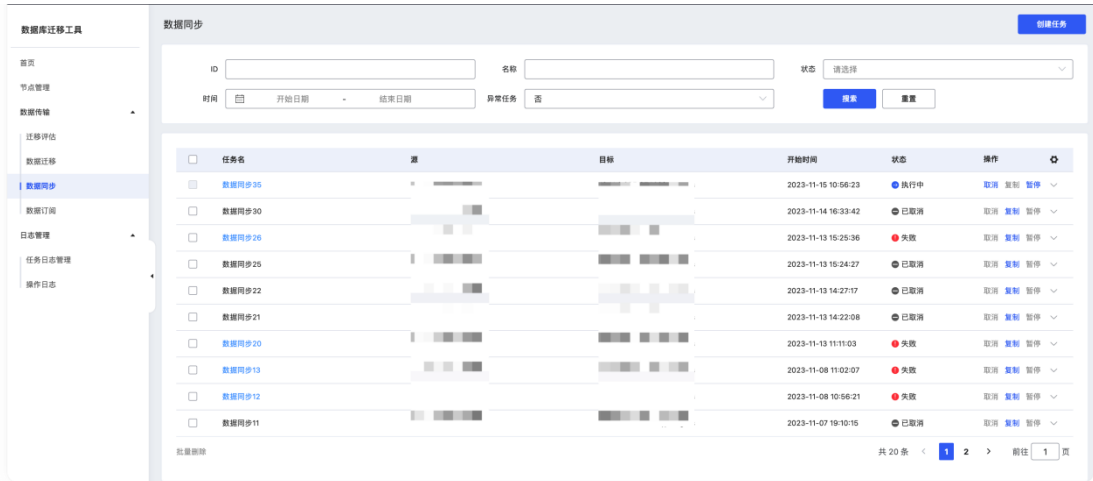 数据库迁移工具
首页
节点管理
数据传输
迁移评估
数据迁移
数据同步
数据订阅
日志管理
任务日志管理
操作日志
数据同步 创建任务
ID 名称 状态 请选择
时间 开始日期 - 结束日期 异常任务 否 搜索 重置
任务名 源 目标 开始时间 状态 操作
数据同步35 2023-11-15 10:56:23 执行中 取消 复制 暂停
数据同步30 2023-11-14 16:33:42 已取消 取消 复制 暂停
数据同步26 2023-11-13 15:25:36 失败 取消 复制 暂停
数据同步25 2023-11-13 15:24:27 已取消 取消 复制 暂停
数据同步22 2023-11-13 14:27:17 已取消 取消 复制 暂停
数据同步21 2023-11-13 14:22:08 已取消 取消 复制 暂停
数据同步20 2023-11-13 11:11:03 失败 取消 复制 暂停
数据同步13 2023-11-08 11:02:07 失败 取消 复制 暂停
数据同步12 2023-11-08 10:56:21 失败 取消 复制 暂停
数据同步11 2023-11-07 19:10:15 已取消 取消 复制 暂停
批量删除 共 20 条 1 2 前往 1 页